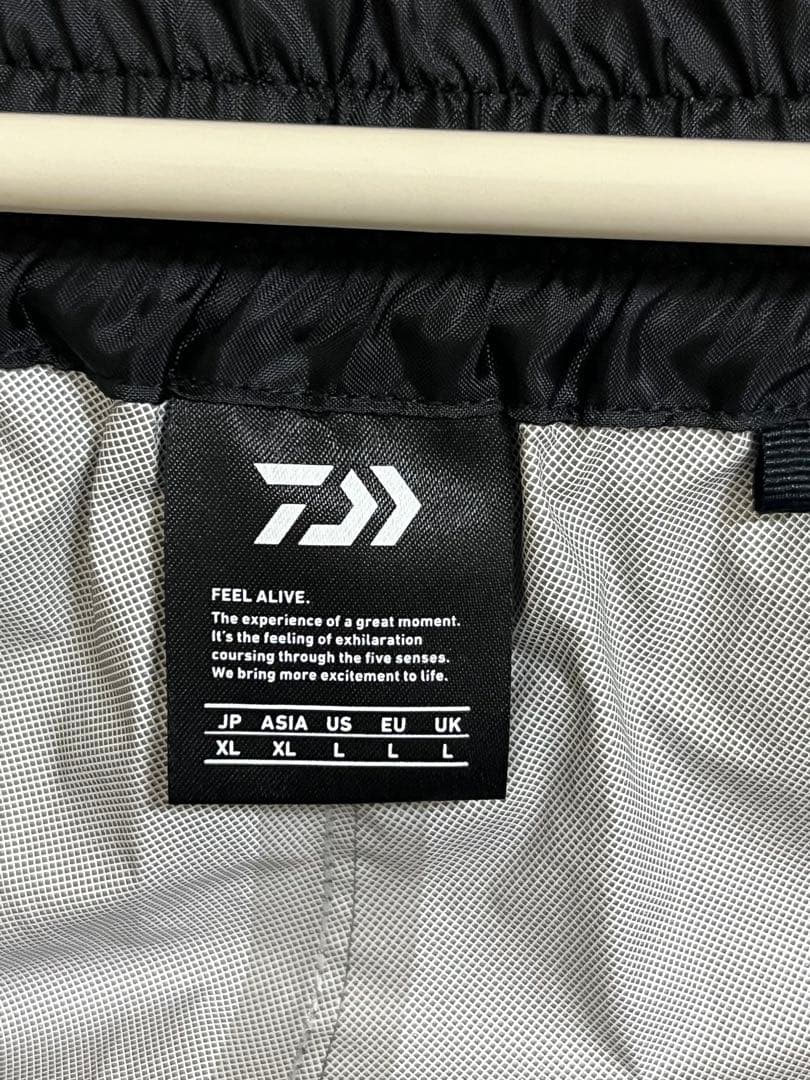 FEEL ALIVE.
The experience of a great moment.
It's the feeling of exhilaration
coursing through the five senses.
We bring more excitement to life.
JP ASIA US EU UK
XL XL L L L